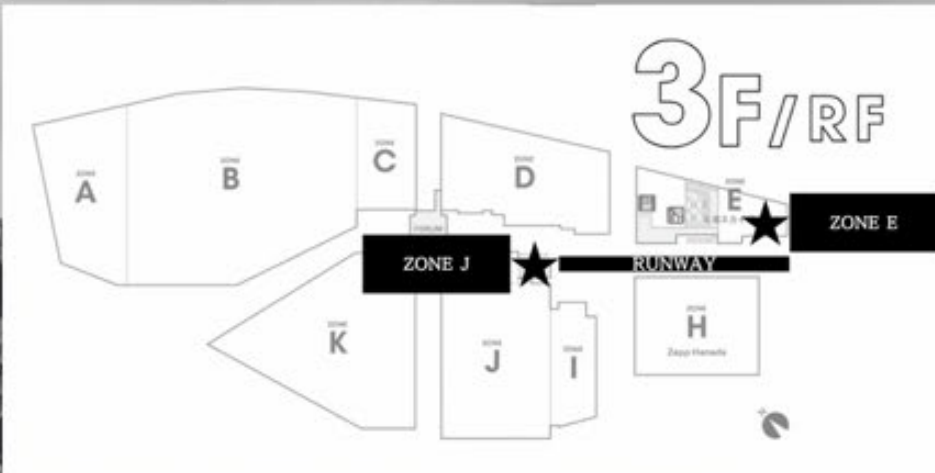 3F/RF
ZONE
A
ZONE
B
ZONE
C
ZONE
D
ZONE
E
ZONE E
ZONE J
RUNWAY
ZONE
K
ZONE
J
ZONE
I
ZONE
H
Zepp Haneda